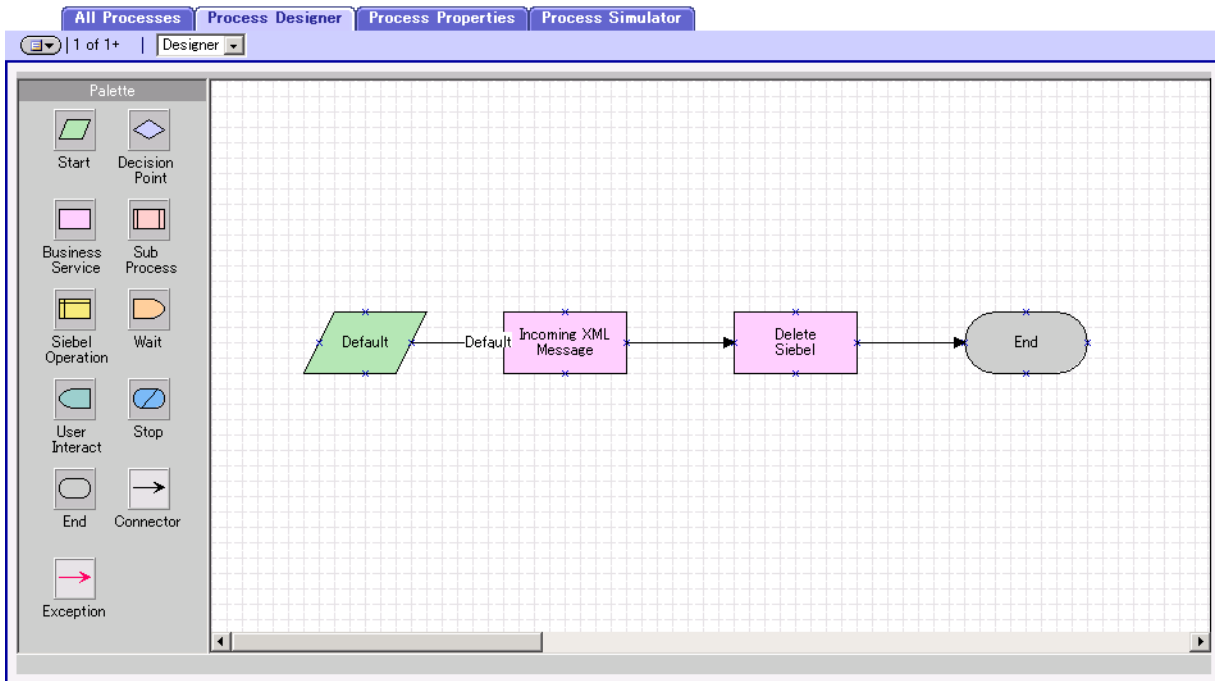 All Processes Process Designer Process Properties Process Simulator
1 of 1+ Designer
Palette
Start Decision
Point
Business Sub
Service Process
Siebel Wait
Operation
User Stop
Interact
End Connector
Exception
Default Default Incoming XML Delete End
Message Siebel